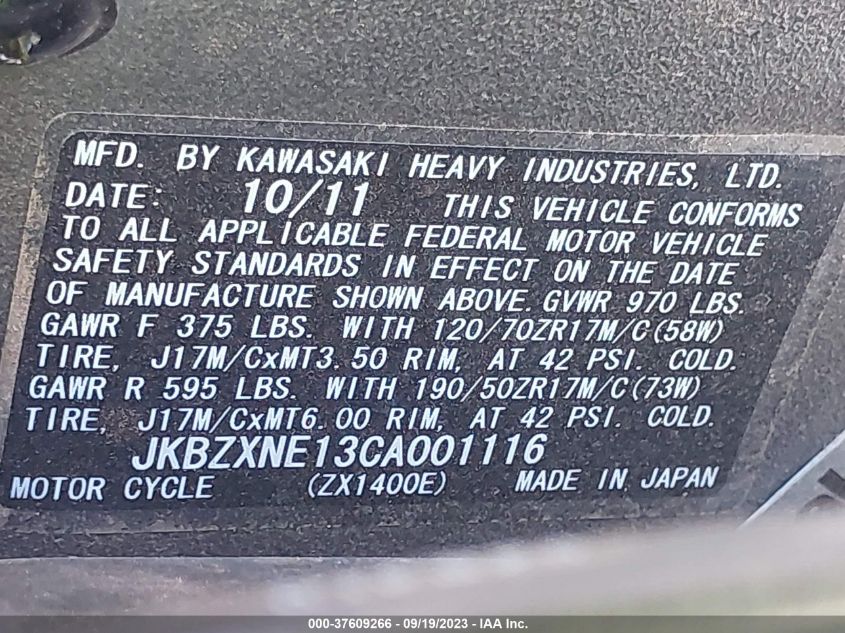 MFD. BY KAWASAKI HEAVY INDUSTRIES, LTD.
DATE: 10/11 THIS VEHICLE CONFORMS
TO ALL APPLICABLE FEDERAL MOTOR VEHICLE
SAFETY STANDARDS IN EFFECT ON THE DATE
OF MANUFACTURE SHOWN ABOVE. GVWR 970 LBS.
GAWR F 375 LBS. WITH 120/70ZR17M/C(58W)
TIRE, J17M/CxMT3.50 RIM, AT 42 PSI. COLD.
GAWR R 595 LBS. WITH 190/50ZR17M/C(73W)
TIRE, J17M/CxMT6.00 RIM, AT 42 PSI. COLD.
JKBZXNE13CA001116
MOTOR CYCLE (ZX1400E) MADE IN JAPAN
000-37609266 - 09/19/2023 - IAA Inc.